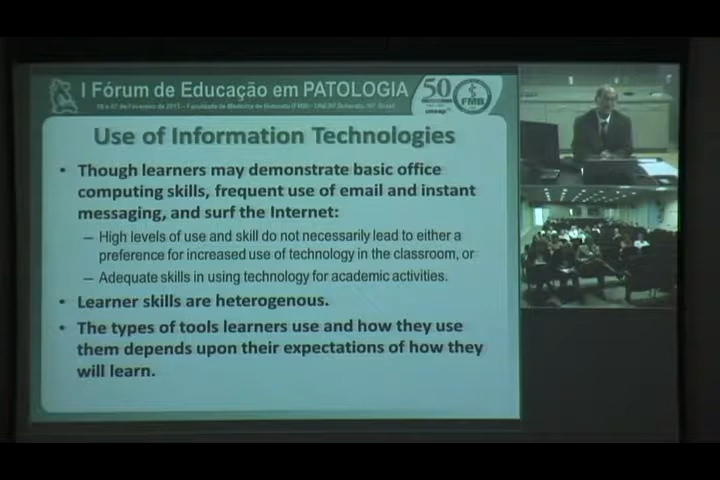 I Fórum de Educação em PATOLOGIA
50
FMB
unesp
Use of Information Technologies
• Though learners may demonstrate basic office
computing skills, frequent use of email and instant
messaging, and surf the Internet:
– High levels of use and skill do not necessarily lead to either a
preference for increased use of technology in the classroom, or
– Adequate skills in using technology for academic activities.
• Learner skills are heterogenous.
• The types of tools learners use and how they use
them depends upon their expectations of how they
will learn.